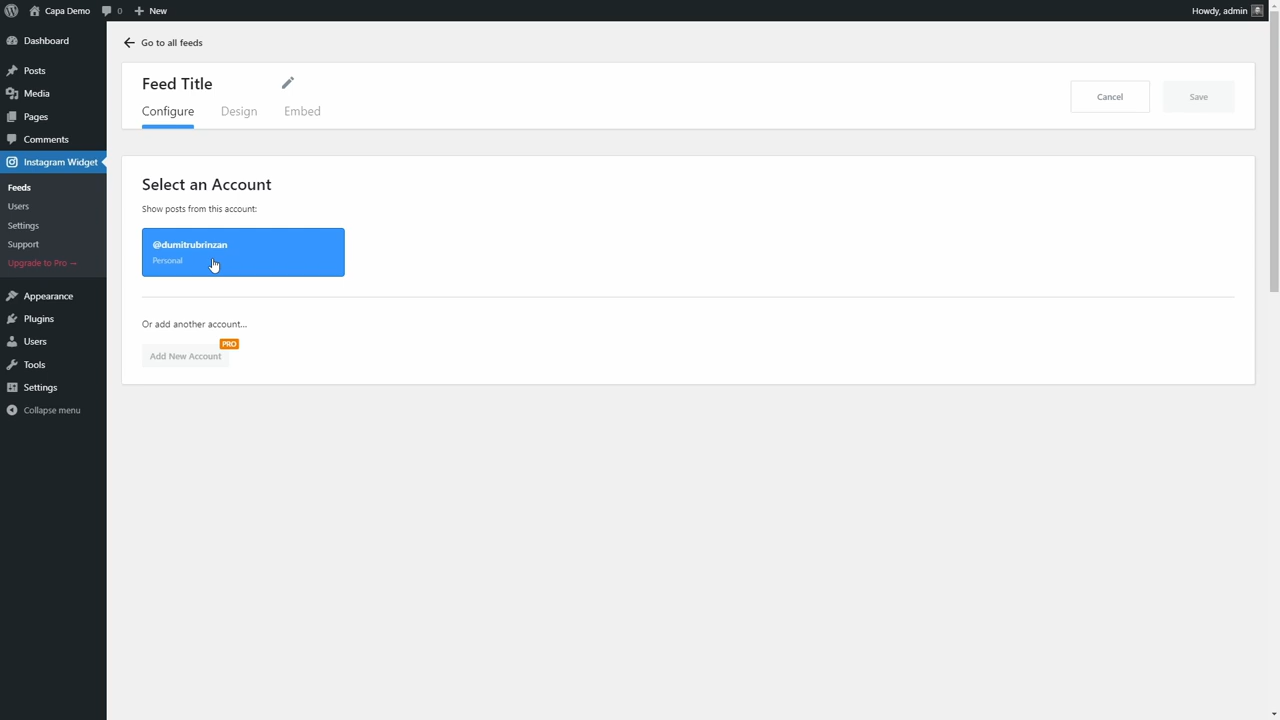 Capa Demo 0 New Howdy, admin
Dashboard
Posts
Media
Pages
Comments
Instagram Widget
Feeds
Users
Settings
Support
Upgrade to Pro →
Appearance
Plugins
Users
Tools
Settings
Collapse menu
Go to all feeds
Feed Title
Configure Design Embed
Cancel Save
Select an Account
Show posts from this account:
@dumitrubrinzan
Personal
Or add another account...
PRO
Add New Account